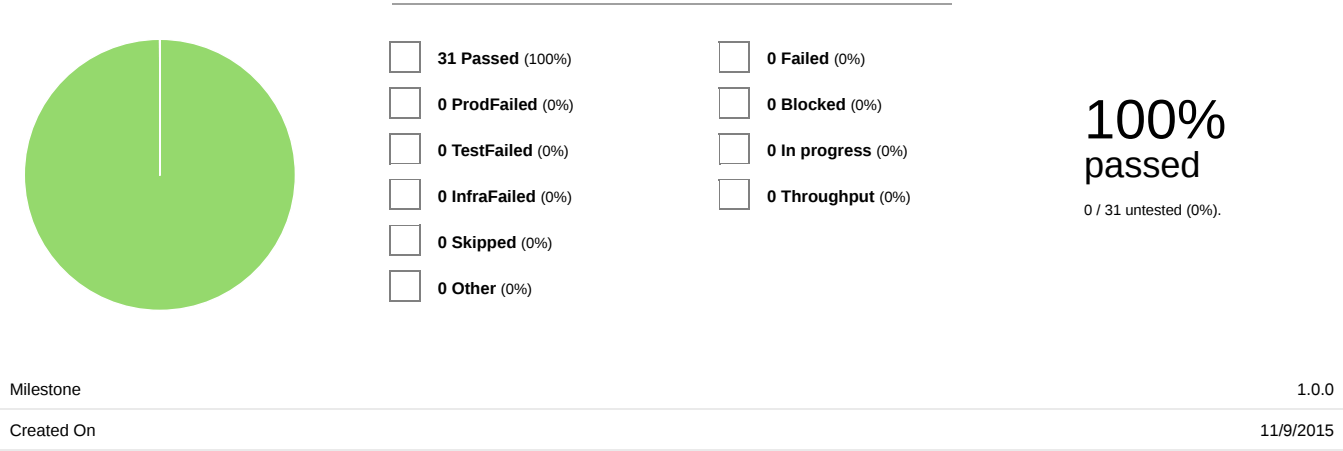 31 Passed (100%)
0 ProdFailed (0%)
0 TestFailed (0%)
0 InfraFailed (0%)
0 Skipped (0%)
0 Other (0%)
0 Failed (0%)
0 Blocked (0%)
0 In progress (0%)
0 Throughput (0%)
100%
passed
0 / 31 untested (0%).
Milestone 1.0.0
Created On 11/9/2015